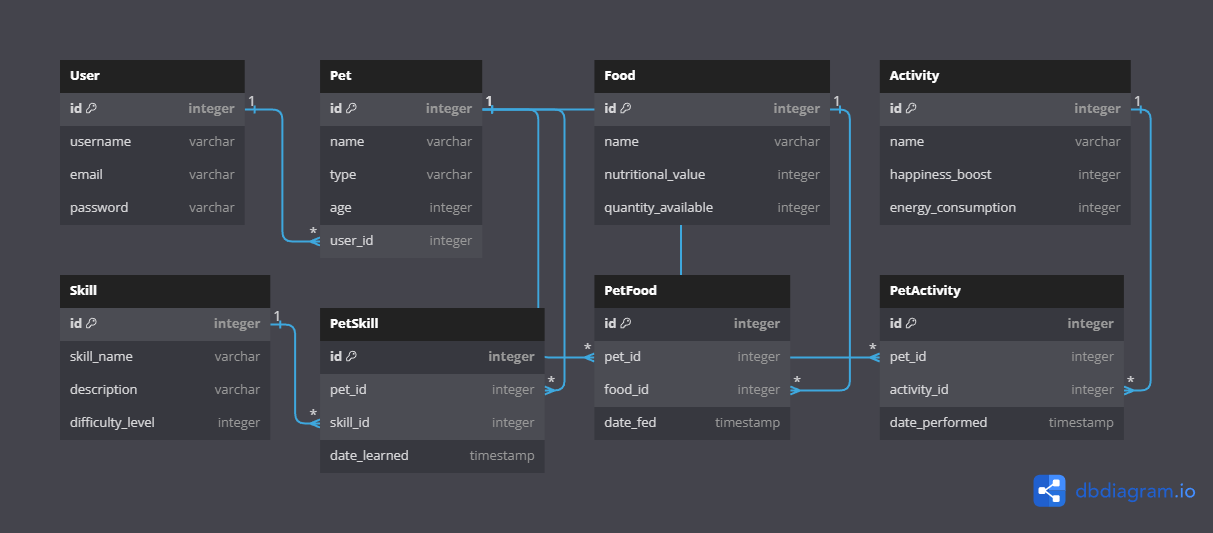 User
id integer
username varchar
email varchar
password varchar
1
Pet
id integer
name varchar
type varchar
age integer
user_id integer
*
1
Food
id integer
name varchar
nutritional_value integer
quantity_available integer
1
Activity
id integer
name varchar
happiness_boost integer
energy_consumption integer
1
Skill
id integer
skill_name varchar
description varchar
difficulty_level integer
1
PetSkill
id integer
pet_id integer
skill_id integer
date_learned timestamp
*
*
PetFood
id integer
pet_id integer
food_id integer
date_fed timestamp
*
*
PetActivity
id integer
pet_id integer
activity_id integer
date_performed timestamp
*
*
dbdiagram.io